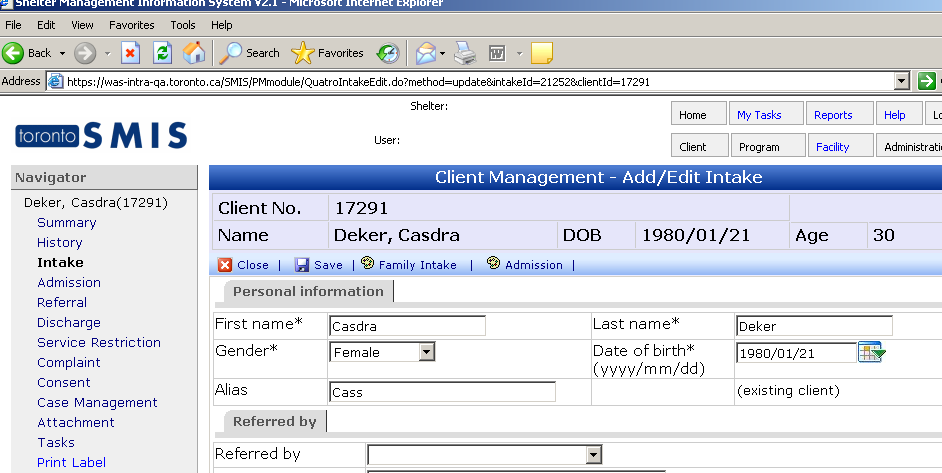 Shelter Management Information System V2.1 - Microsoft Internet Explorer
File Edit View Favorites Tools Help
Back Search Favorites
Address https://was-intra-qa.toronto.ca/SMIS/PMmodule/QuatroIntakeEdit.do?method=update&intakeId=21252&clientId=17291
Shelter:
Home My Tasks Reports Help Lo
toronto SMIS
User:
Client Program Facility Administrati
Navigator
Client Management - Add/Edit Intake
Deker, Casdra(17291)
Summary
History
Intake
Admission
Referral
Discharge
Service Restriction
Complaint
Consent
Case Management
Attachment
Tasks
Print Label
Client No. 17291
Name Deker, Casdra DOB 1980/01/21 Age 30
Close | Save | Family Intake | Admission |
Personal information
First name* Casdra Last name* Deker
Gender* Female Date of birth* 1980/01/21
(yyyy/mm/dd)
Alias Cass (existing client)
Referred by
Referred by